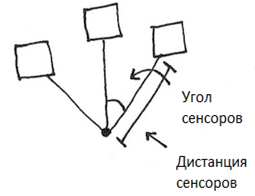 Угол
сенсоров
Дистанция
сенсоров